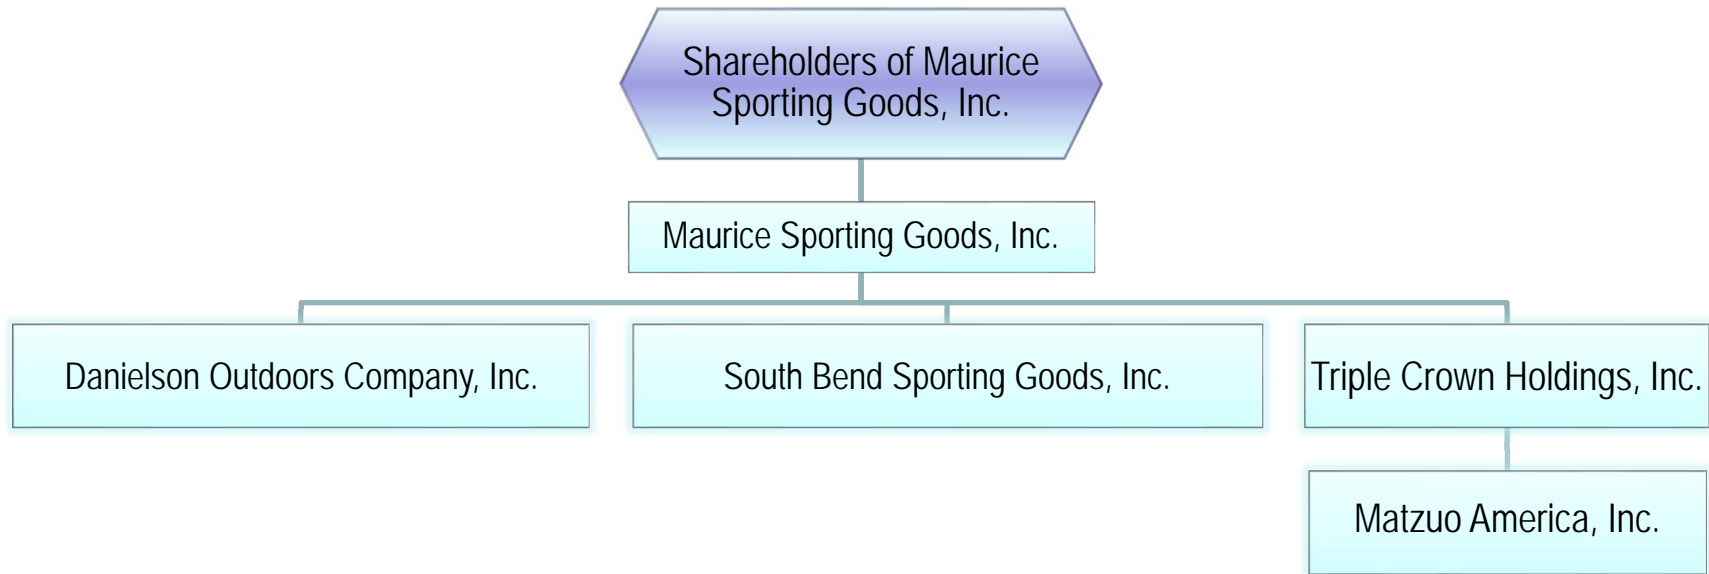 Shareholders of Maurice
Sporting Goods, Inc.
Maurice Sporting Goods, Inc.
Danielson Outdoors Company, Inc.
South Bend Sporting Goods, Inc.
Triple Crown Holdings, Inc.
Matzuo America, Inc.